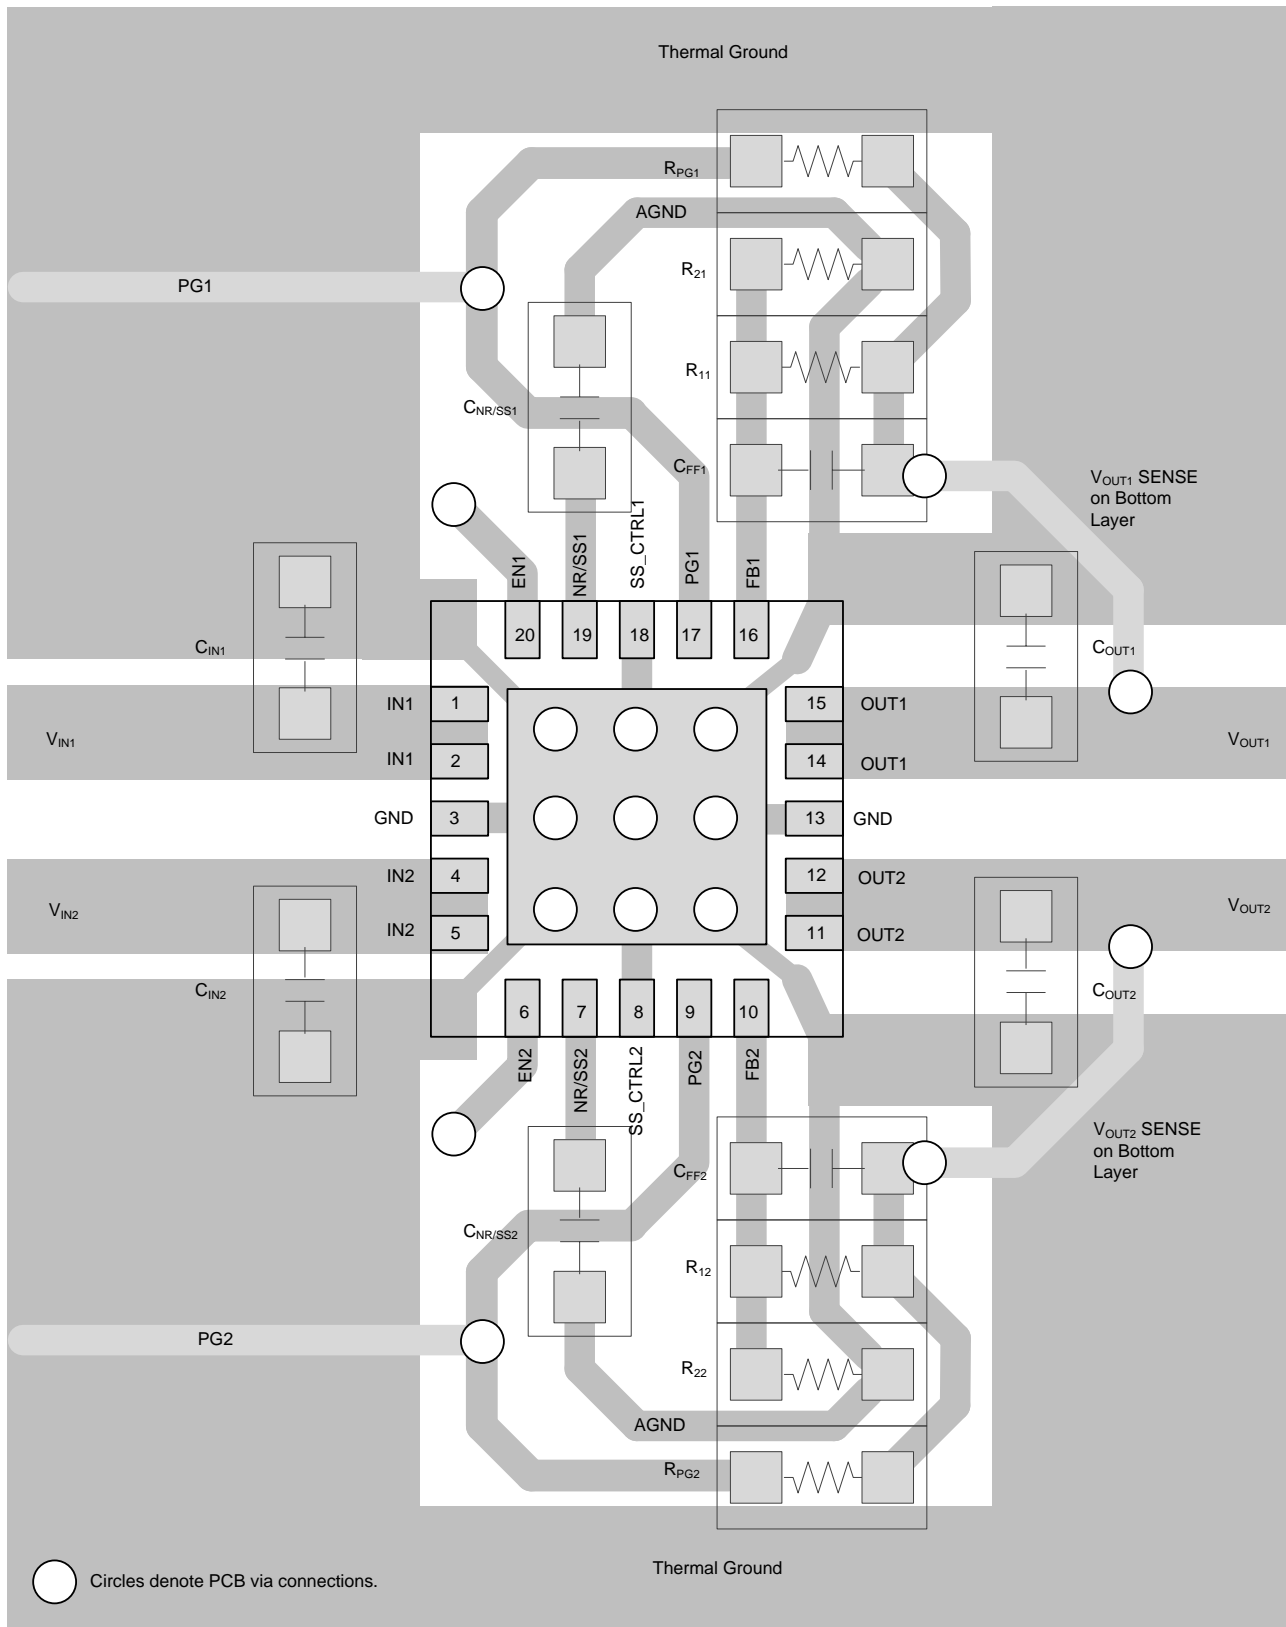 Thermal Ground
RPG1
AGND
R21
PG1
R11
CNR/SS1
CFF1
VOUT1 SENSE
on Bottom
Layer
EN1
NR/SS1
SS_CTRL1
PG1
FB1
20
19
18
17
16
CIN1
COUT1
IN1
1
15
OUT1
VIN1
VOUT1
IN1
2
14
OUT1
GND
3
13
GND
IN2
4
12
OUT2
VIN2
VOUT2
IN2
5
11
OUT2
CIN2
COUT2
6
7
8
9
10
EN2
NR/SS2
SS_CTRL2
PG2
FB2
VOUT2 SENSE
on Bottom
Layer
CFF2
CNR/SS2
R12
PG2
R22
AGND
RPG2
Thermal Ground
Circles denote PCB via connections.